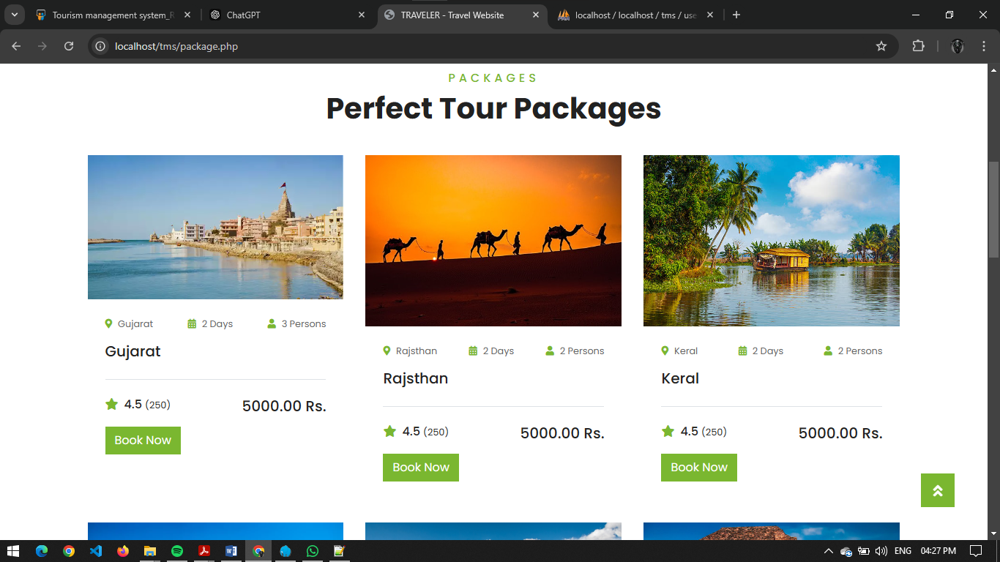 Tourism management system_R
ChatGPT
TRAVELER - Travel Website
localhost / localhost / tms / use
localhost/tms/package.php
PACKAGES
Perfect Tour Packages
Gujarat 2 Days 3 Persons
Gujarat
4.5 (250) 5000.00 Rs.
Book Now
Rajsthan 2 Days 2 Persons
Rajsthan
4.5 (250) 5000.00 Rs.
Book Now
Keral 2 Days 2 Persons
Keral
4.5 (250) 5000.00 Rs.
Book Now
ENG 04:27 PM